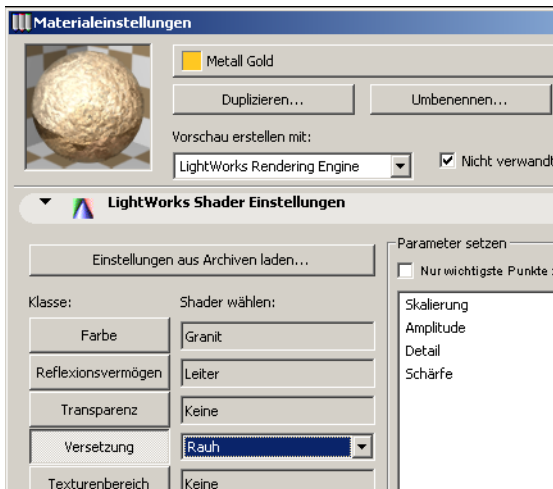 Materialeinstellungen
Metall Gold
Duplizieren...
Umbenennen...
Vorschau erstellen mit:
LightWorks Rendering Engine
Nicht verwandt
LightWorks Shader Einstellungen
Einstellungen aus Archiven laden...
Parameter setzen
Nur wichtigste Punkte
Klasse:
Shader wählen:
Skalierung
Amplitude
Detail
Schärfe
Farbe
Granit
Reflexionsvermögen
Leiter
Transparenz
Keine
Versetzung
Rauh
Texturenbereich
Keine